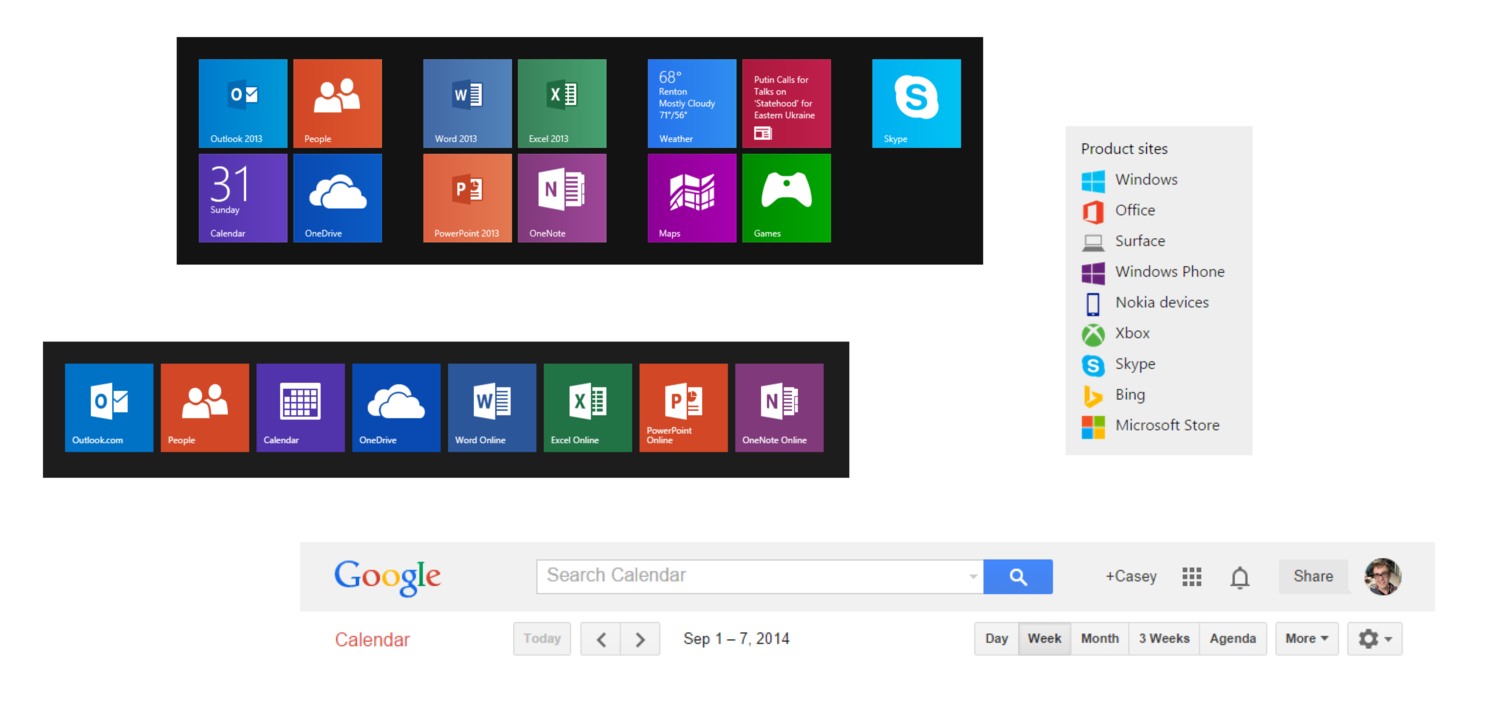 68°
Renton
Mostly Cloudy
71°/56°
Putin Calls for
Talks on
'Statehood' for
Eastern Ukraine
O
W
X
S
Outlook 2013
People
Word 2013
Excel 2013
Weather
Skype
31
Sunday
P
N
Calendar
OneDrive
PowerPoint 2013
OneNote
Maps
Games
Product sites
Windows
Office
Surface
Windows Phone
Nokia devices
Xbox
S Skype
Bing
Microsoft Store
O
W
X
P
N
Outlook.com
People
Calendar
OneDrive
Word Online
Excel Online
PowerPoint
Online
OneNote Online
Google
Search Calendar
+Casey
Share
Calendar
Today
Sep 1 – 7, 2014
Day
Week
Month
3 Weeks
Agenda
More